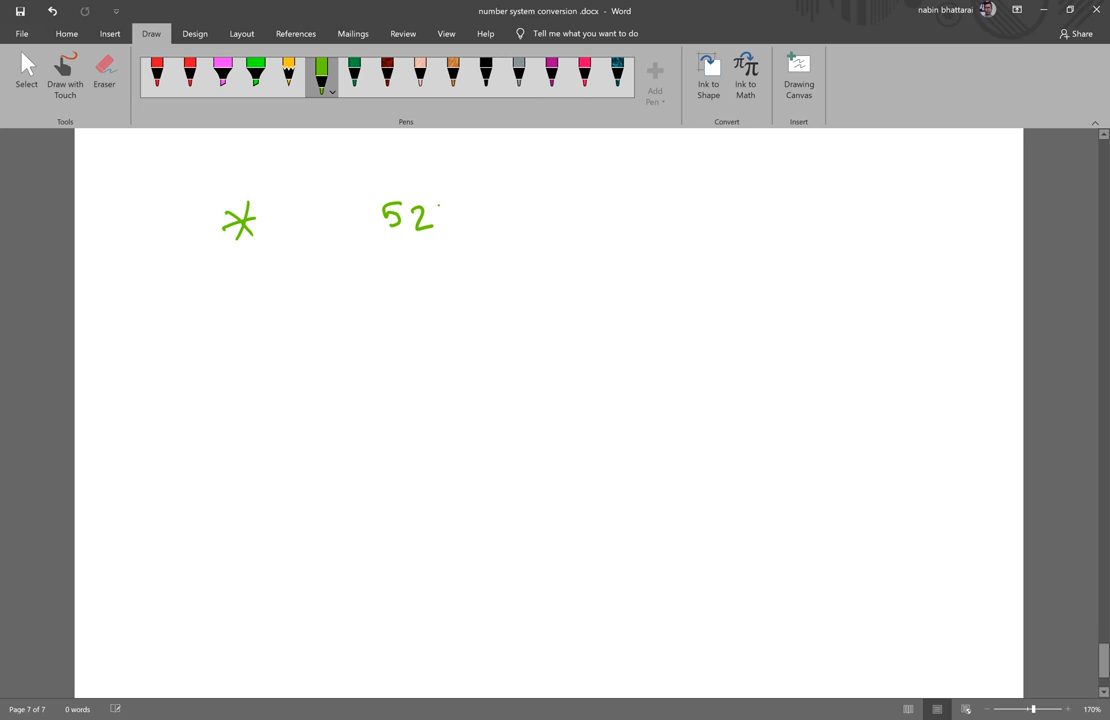 number system conversion .docx - Word
nabin bhattarai
File Home Insert Draw Design Layout References Mailings Review View Help Tell me what you want to do Share
Select
Draw with Touch
Eraser
Add Pen
Ink to Shape
Ink to Math
Drawing Canvas
Tools
Pens
Convert
Insert
* 52
Page 7 of 7 0 words 170%